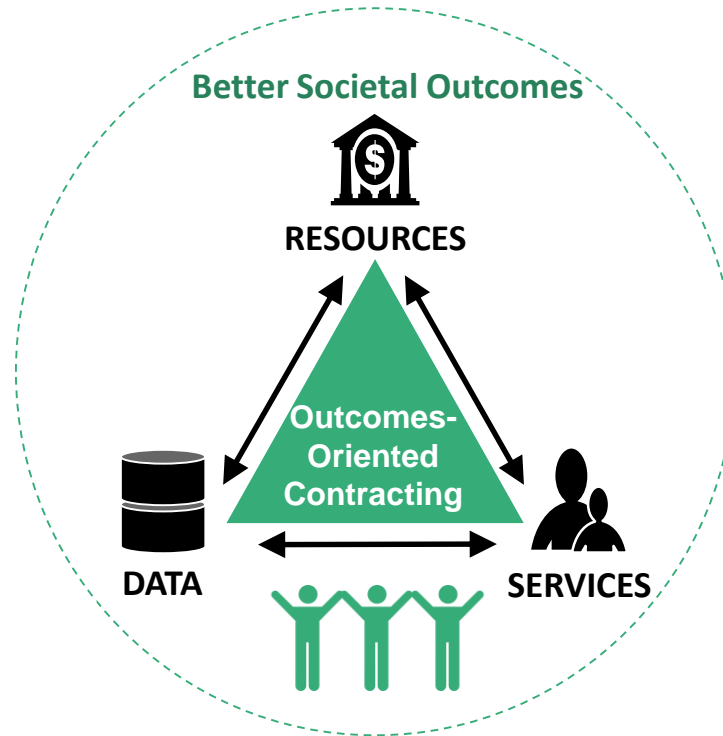 Better Societal Outcomes
$
RESOURCES
Outcomes-
Oriented
Contracting
DATA
SERVICES